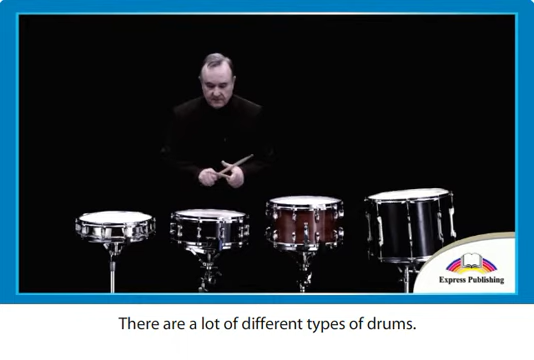 Express Publishing
There are a lot of different types of drums.